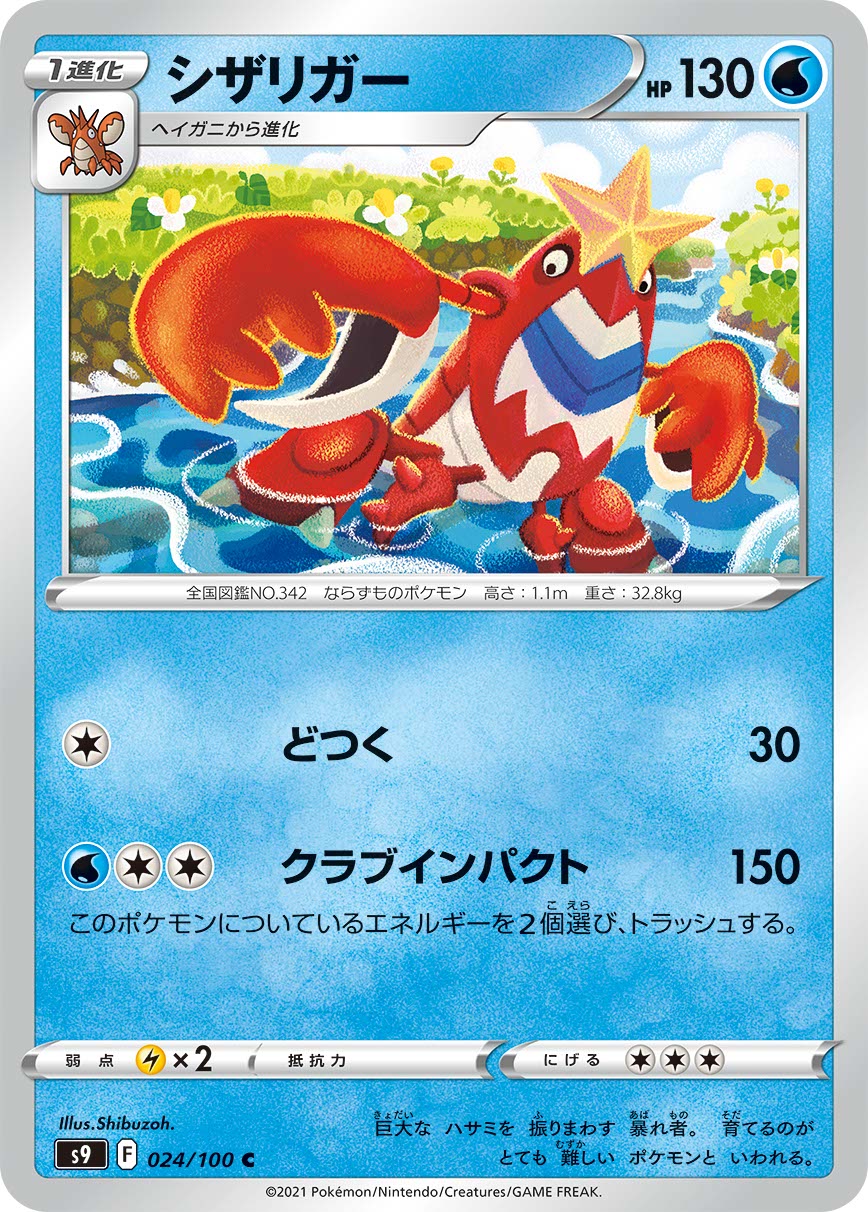 1進化
シザリガー
HP 130
ヘイガニから進化
全国図鑑NO.342 ならずものポケモン 高さ：1.1m 重さ：32.8kg
どつく 30
クラブインパクト 150
このポケモンについているエネルギーを2個選び、トラッシュする。
弱点 ×2 抵抗力 にげる
Illus.Shibuzoh.
巨大な ハサミを 振りまわす 暴れ者。 育てるのが
とても 難しい ポケモンと いわれる。
s9 F 024/100 C
©2021 Pokémon/Nintendo/Creatures/GAME FREAK.